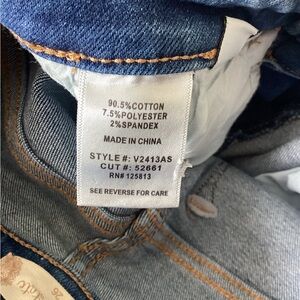 90.5%COTTON
7.5%POLYESTER
2%SPANDEX
MADE IN CHINA
STYLE #: V2413AS
CUT #: 52661
RN# 125813
SEE REVERSE FOR CARE
26